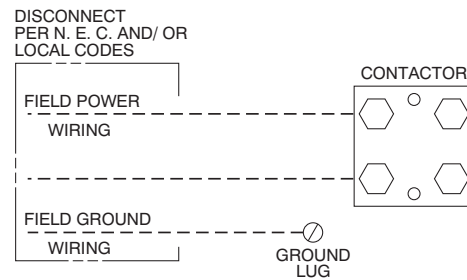 DISCONNECT
PER N. E. C. AND/ OR
LOCAL CODES
CONTACTOR
FIELD POWER
WIRING
FIELD GROUND
WIRING
GROUND
LUG